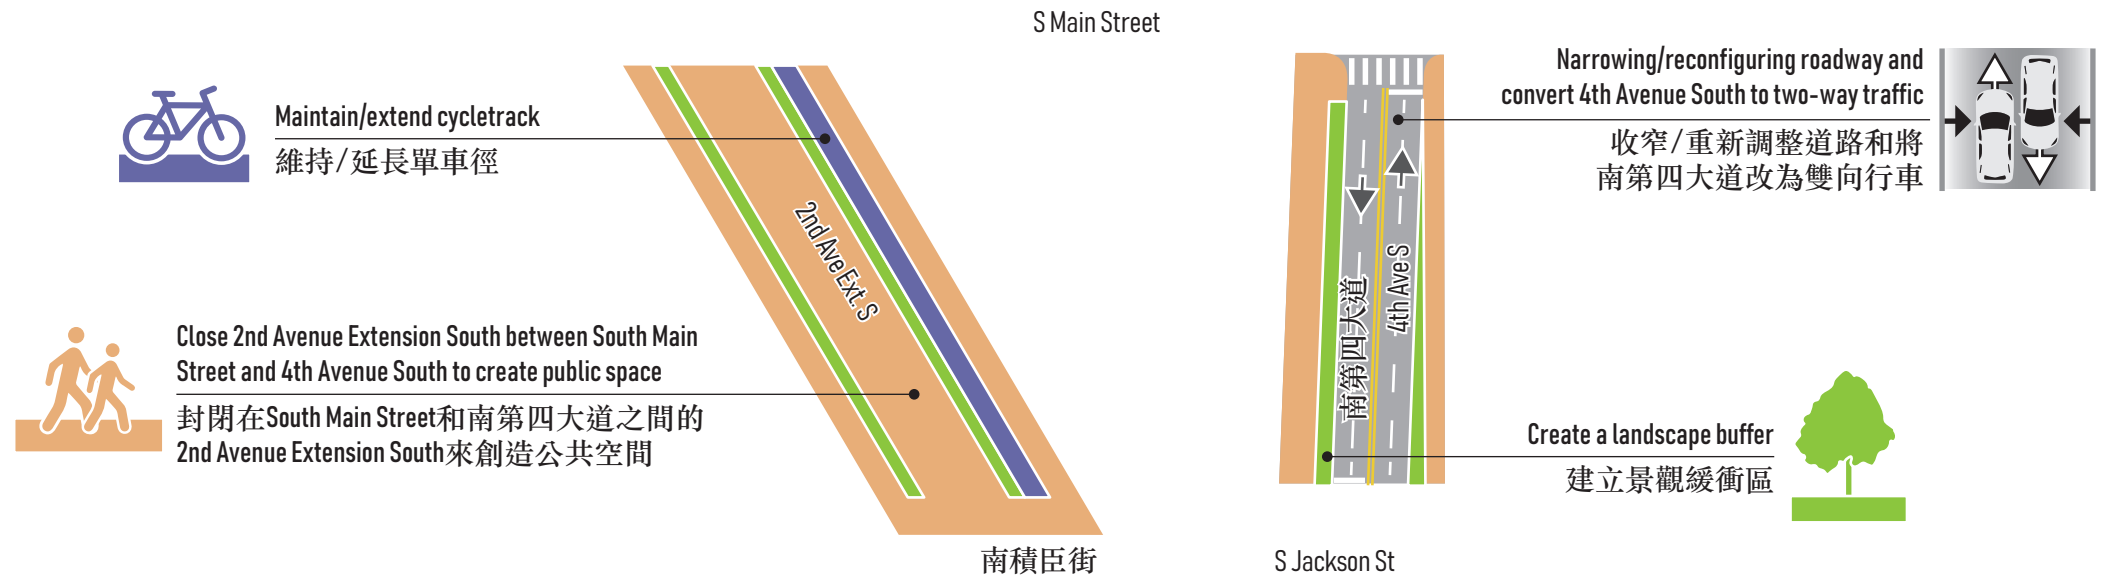 S Main Street
Maintain/extend cycletrack
維持/延長單車徑
2nd Ave Ext. S
Close 2nd Avenue Extension South between South Main
Street and 4th Avenue South to create public space
封閉在South Main Street和南第四大道之間的
2nd Avenue Extension South來創造公共空間
南積臣街
Narrowing/reconfiguring roadway and
convert 4th Avenue South to two-way traffic
收窄/重新調整道路和將
南第四大道改為雙向行車
南第四大道
4th Ave S
Create a landscape buffer
建立景觀緩衝區
S Jackson St